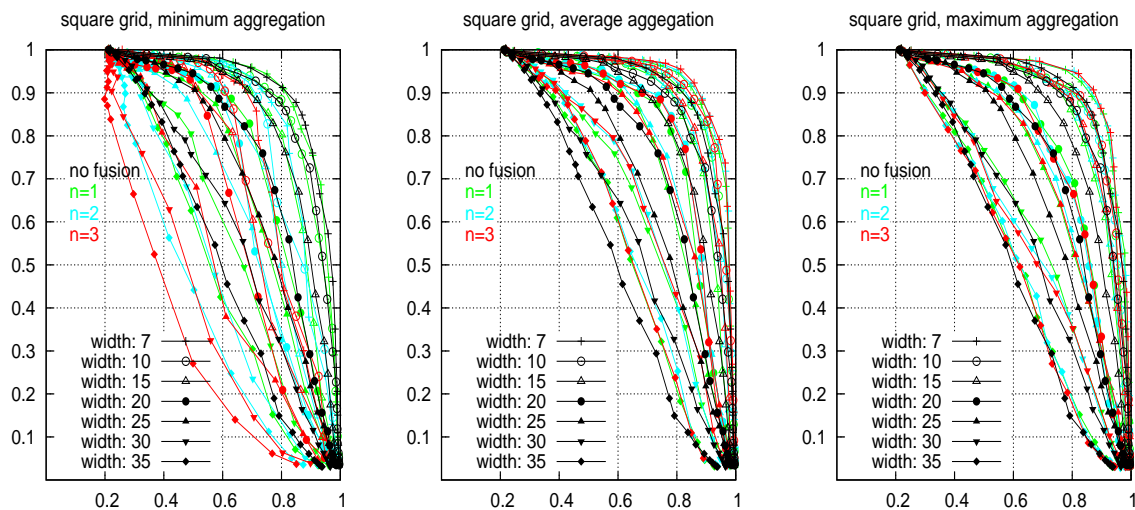 square grid, minimum aggregation
1
0.9
0.8
0.7
0.6
0.5
0.4
0.3
0.2
0.1
no fusion
n=1
n=2
n=3
width: 7
width: 10
width: 15
width: 20
width: 25
width: 30
width: 35
0.2
0.4
0.6
0.8
1
square grid, average aggegation
1
0.9
0.8
0.7
0.6
0.5
0.4
0.3
0.2
0.1
no fusion
n=1
n=2
n=3
width: 7
width: 10
width: 15
width: 20
width: 25
width: 30
width: 35
0.2
0.4
0.6
0.8
1
square grid, maximum aggregation
1
0.9
0.8
0.7
0.6
0.5
0.4
0.3
0.2
0.1
no fusion
n=1
n=2
n=3
width: 7
width: 10
width: 15
width: 20
width: 25
width: 30
width: 35
0.2
0.4
0.6
0.8
1